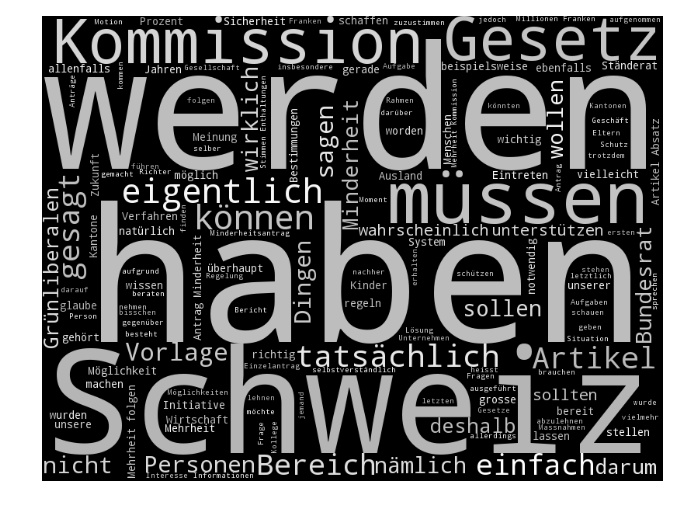 Motion Prozent Sicherheit Franken schaffen zuzustimmen jedoch Millionen Franken aufgenommen
Kommission Gesetz
allenfalls Jahren Gesellschaft insbesondere gerade Aufgabe beispielsweise ebenfalls Ständerat
werden
Anträge kommen wirklich Stimmen Enthaltungen Bestimmungen
folgen Rahmen könnten Kantonen
darüber Geschäft
Meinung worden wichtig Eltern
selber sagen Minderheit Menschen Mehrheit Kommission wollen Schutz
trotzdem
Zukunft führen Antrag Artikel Absatz
gemacht Richter möglich Ausland Eintreten vielleicht
eigentlich müssen
Moment
gesagt Grünliberalen Kantone
Verfahren können
natürlich finden Minderheitsantrag wahrscheinlich unterstützen ersten
haben
System
überhaupt nachher schützen stehen
aufgrund Regelung letztlich
wissen Kinder unserer
beraten Antrag Minderheit Dingen erhalten notwendig Bundesrat sprechen
darauf nehmen Bericht Aufgaben
glaube Person bisschen regeln sollen schauen
gegenüber geben
gehört besteht Lösung Situation
Unternehmen
Vorlage richtig tatsächlich Artikel
Einzelantrag
Möglichkeit selbstverständlich heisst brauchen
machen Fragen
Schweiz
Möglichkeiten lehnen ausgeführt sollten
Initiative möchte letzten grosse bereit wurde
wurden Wirtschaft Gesetze abzulehnen vielmehr
unsere Mehrheit Frage Kollege jemand deshalb Massnahmen
allerdings lassen stellen
Mehrheit folgen
nicht Personen Bereich nämlich einfach darum
Interesse Informationen